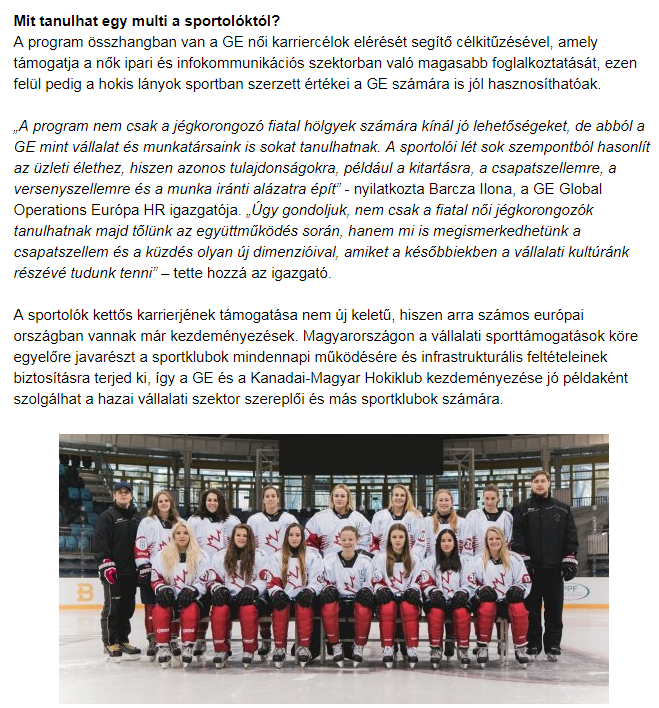 Mit tanulhat egy multi a sportolóktól?
A program összhangban van a GE női karriercélok elérését segítő célkitűzésével, amely
támogatja a nők ipari és infokommunikációs szektorban való magasabb foglalkoztatását, ezen
felül pedig a hokis lányok sportban szerzett értékei a GE számára is jól hasznosíthatóak.
„A program nem csak a jégkorongozó fiatal hölgyek számára kínál jó lehetőségeket, de abból a
GE mint vállalat és munkatársaink is sokat tanulhatnak. A sportolói lét sok szempontból hasonlít
az üzleti élethez, hiszen azonos tulajdonságokra, például a kitartásra, a csapatszellemre, a
versenyszellemre és a munka iránti alázatra épít” - nyilatkozta Barcza Ilona, a GE Global
Operations Európa HR igazgatója. „Úgy gondoljuk, nem csak a fiatal női jégkorongozók
tanulhatnak majd tőlünk az együttműködés során, hanem mi is megismerkedhetünk a
csapatszellem és a küzdés olyan új dimenzióival, amiket a későbbiekben a vállalati kultúránk
részévé tudunk tenni” – tette hozzá az igazgató.
A sportolók kettős karrierjének támogatása nem új keletű, hiszen arra számos európai
országban vannak már kezdeményezések. Magyarországon a vállalati sporttámogatások köre
egyelőre javarészt a sportklubok mindennapi működésére és infrastrukturális feltételeinek
biztosításra terjed ki, így a GE és a Kanadai-Magyar Hokiklub kezdeményezése jó példaként
szolgálhat a hazai vállalati szektor szereplői és más sportklubok számára.
B
PPF